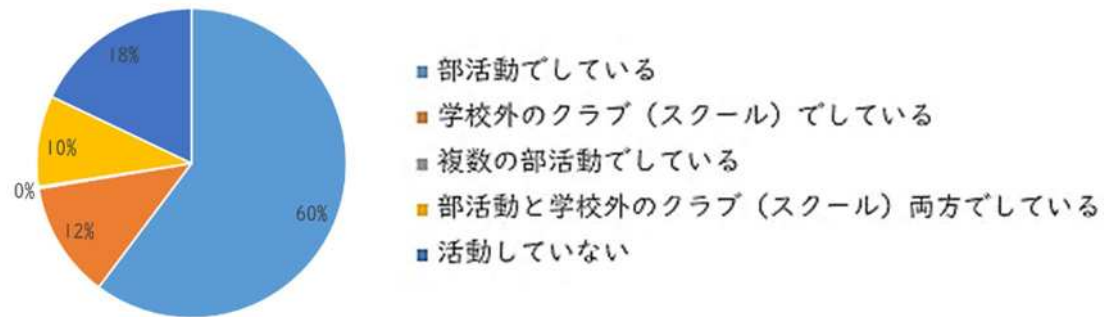 18%
10%
0%
12%
60%
部活動でしている
学校外のクラブ（スクール）でしている
複数の部活動でしている
部活動と学校外のクラブ（スクール）両方でしている
活動していない